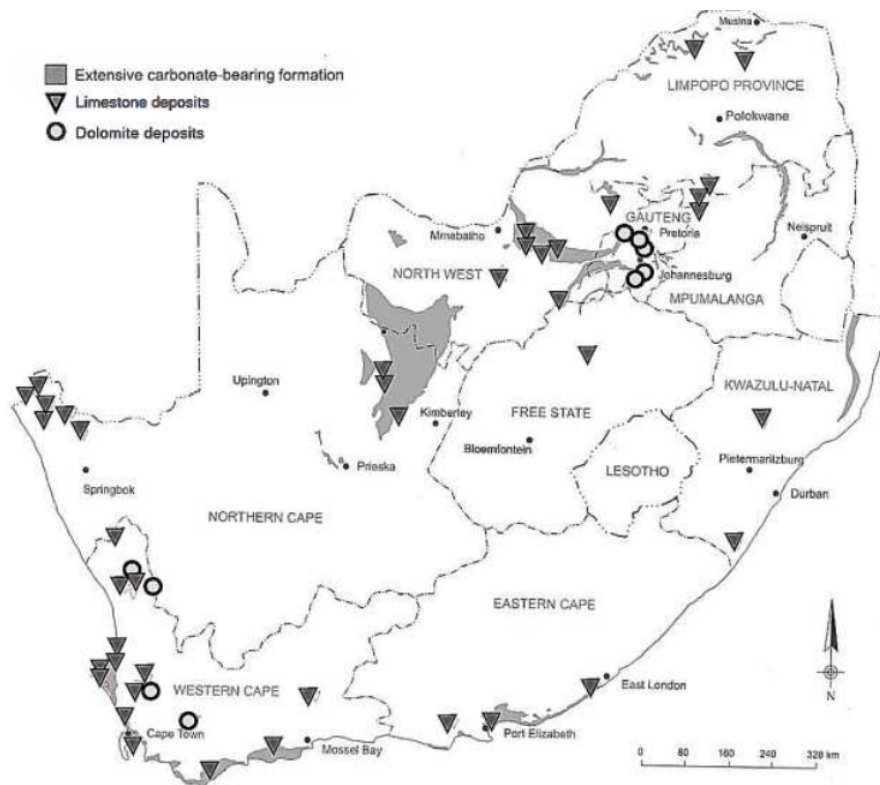 Musina
Extensive carbonate-bearing formation
Limestone deposits
Dolomite deposits
LIMPOPO PROVINCE
Polokwane
GAUTENG
Pretoria
Mmabatho
Nelspruit
NORTH WEST
Johannesburg
MPUMALANGA
Upington
KWAZULU-NATAL
Kimberley
FREE STATE
Bloemfontein
Prieska
LESOTHO
Pietermaritzburg
Springbok
Durban
NORTHERN CAPE
EASTERN CAPE
East London
WESTERN CAPE
N
Cape Town
Mossel Bay
Port Elizabeth
0 80 160 240 320 km